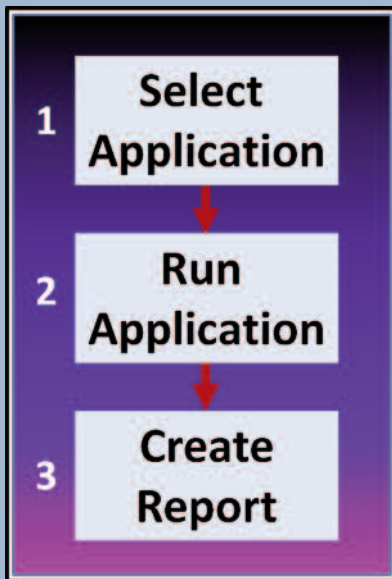 1
Select
Application
2
Run
Application
3
Create
Report